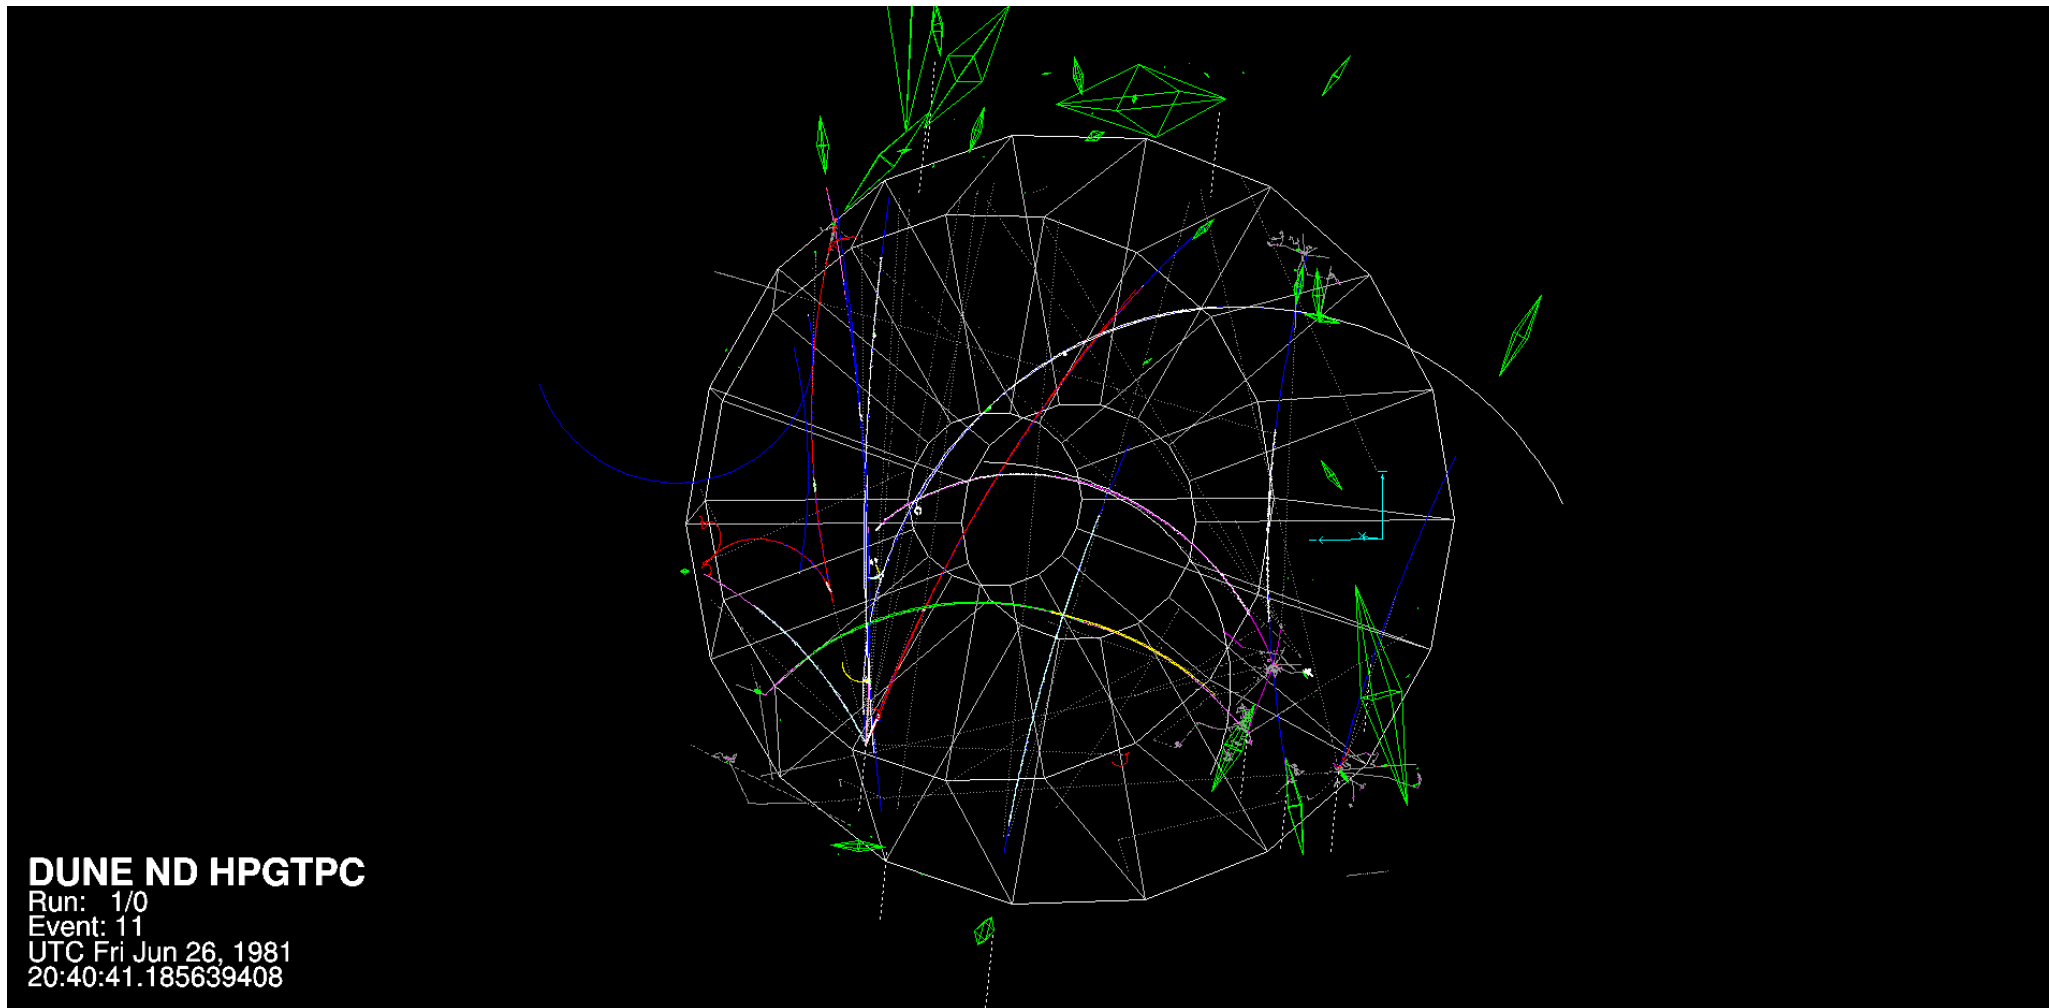 DUNE ND HPGTPC
Run: 1/0
Event: 11
UTC Fri Jun 26, 1981
20:40:41.185639408